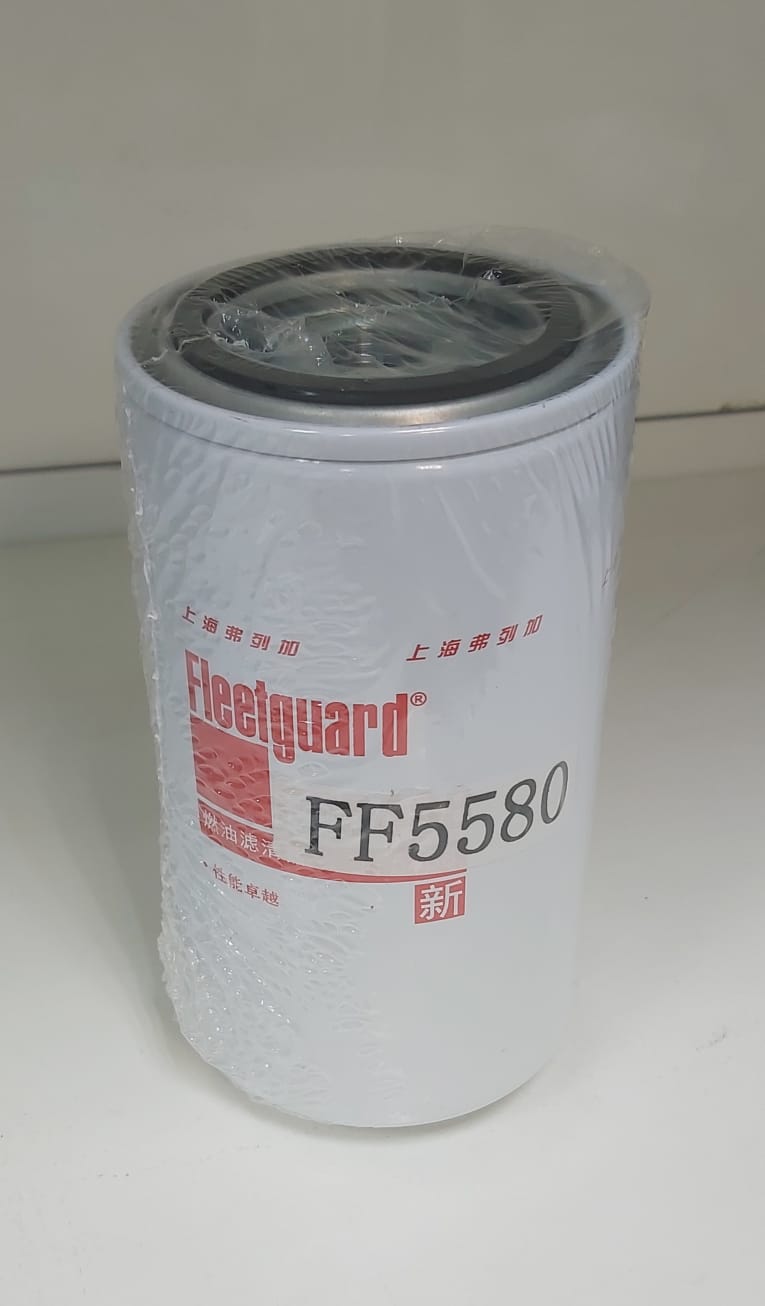 上海弗列加 上海弗列加
Fleetguard®
FF5580
燃油滤清
性能卓越
新